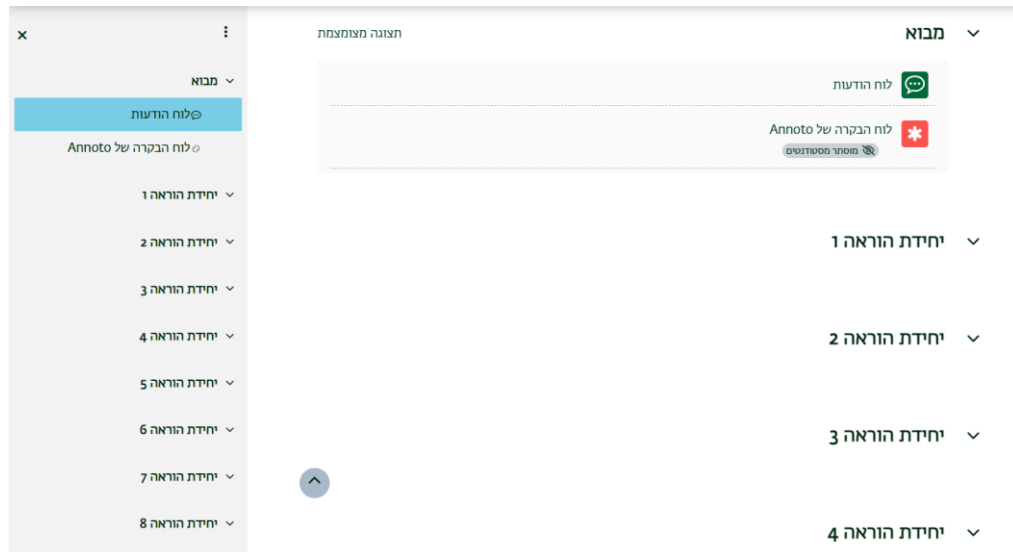 מבוא
תצוגה מצומצמת
לוח הודעות
לוח הבקרה של Annoto
מוסתר מסטודנטים
יחידת הוראה 1
יחידת הוראה 2
יחידת הוראה 3
יחידת הוראה 4
מבוא
לוח הודעות
לוח הבקרה של Annoto
יחידת הוראה 1
יחידת הוראה 2
יחידת הוראה 3
יחידת הוראה 4
יחידת הוראה 5
יחידת הוראה 6
יחידת הוראה 7
יחידת הוראה 8